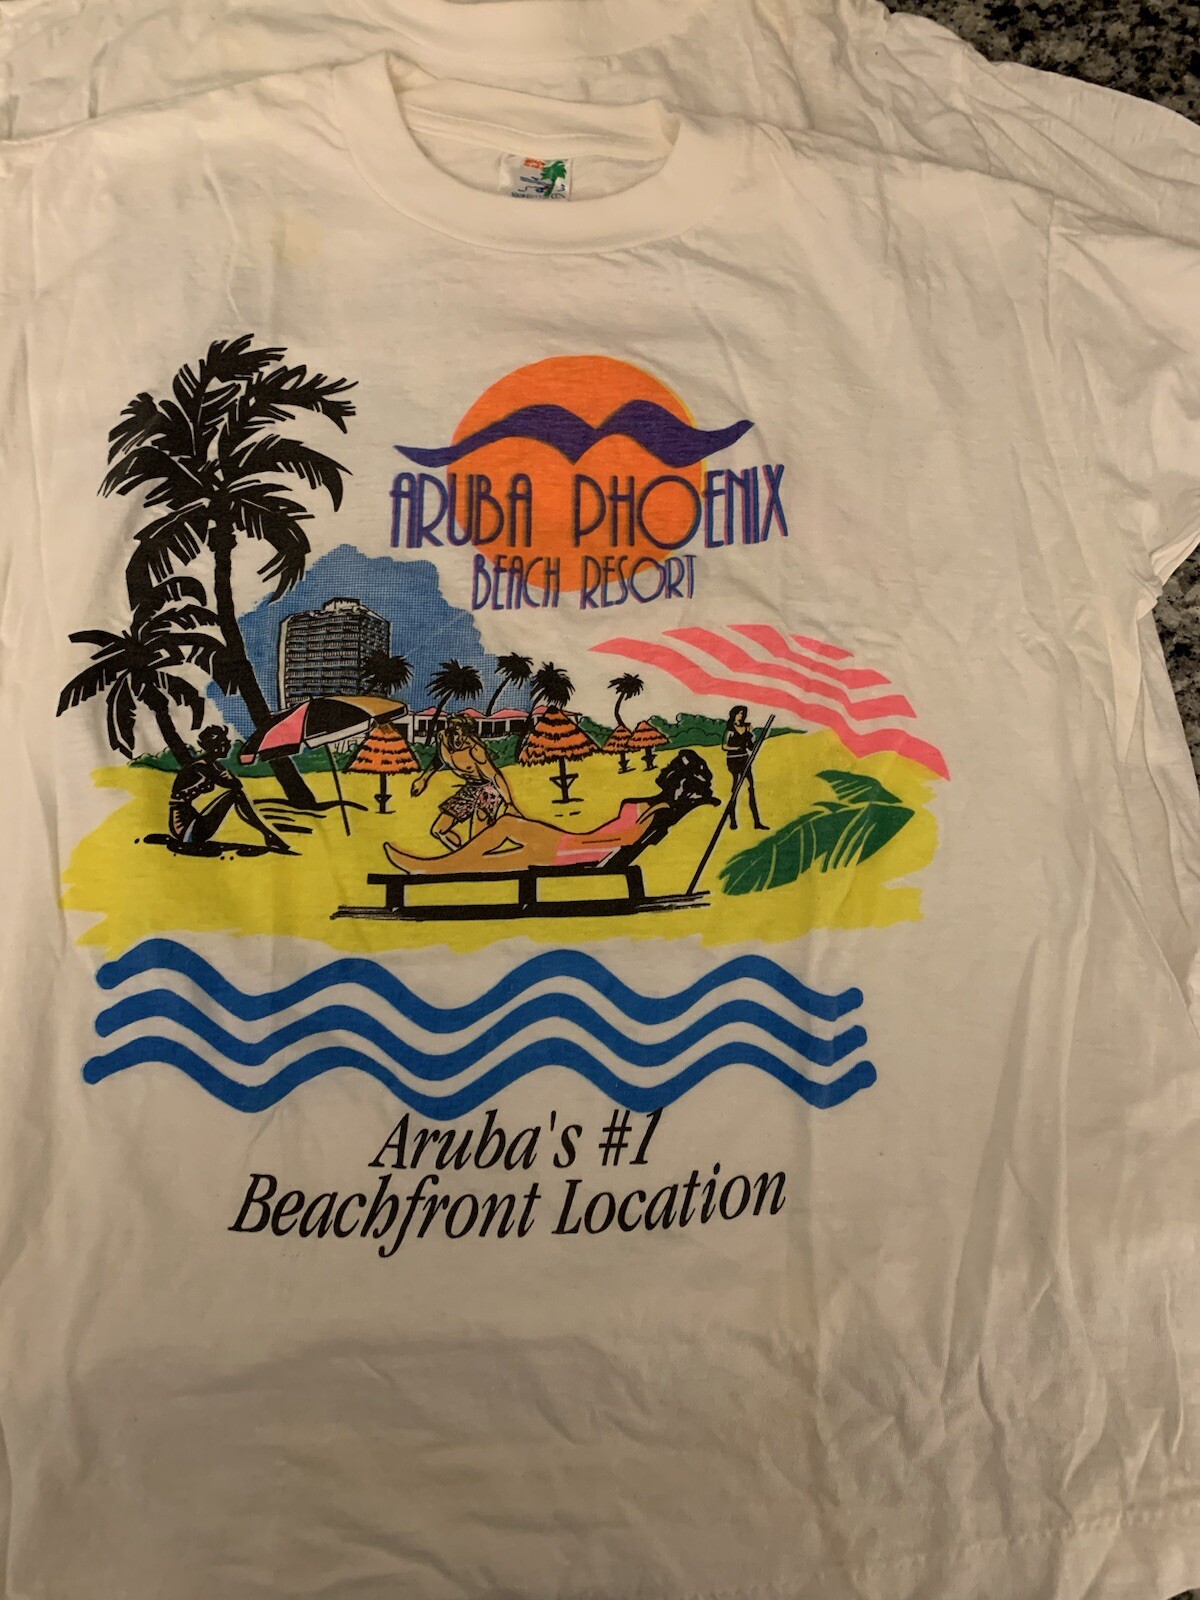 ARUBA PHOENIX
BEACH RESORT
Aruba's #1
Beachfront Location